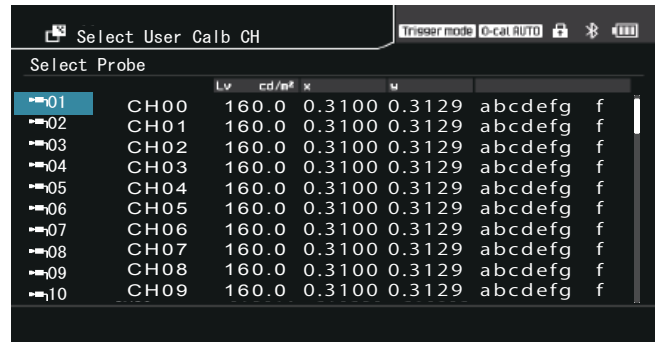 Select User Calb CH Trigger mode 0-cal AUTO
Select Probe
Lv cd/m² x y
01 CH00 160.0 0.3100 0.3129 abcdefg f
02 CH01 160.0 0.3100 0.3129 abcdefg f
03 CH02 160.0 0.3100 0.3129 abcdefg f
04 CH03 160.0 0.3100 0.3129 abcdefg f
05 CH04 160.0 0.3100 0.3129 abcdefg f
06 CH05 160.0 0.3100 0.3129 abcdefg f
07 CH06 160.0 0.3100 0.3129 abcdefg f
08 CH07 160.0 0.3100 0.3129 abcdefg f
09 CH08 160.0 0.3100 0.3129 abcdefg f
10 CH09 160.0 0.3100 0.3129 abcdefg f